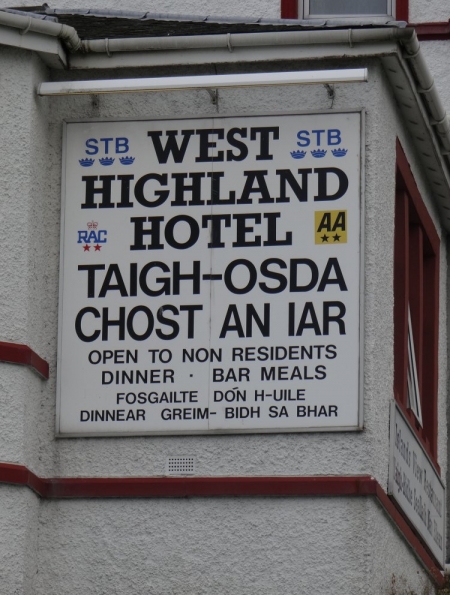 STB WEST STB
HIGHLAND
RAC HOTEL AA
TAIGH-OSDA
CHOST AN IAR
OPEN TO NON RESIDENTS
DINNER · BAR MEALS
FOSGAILTE DO'N H-UILE
DINNEAR GREIM- BIDH SA BHAR